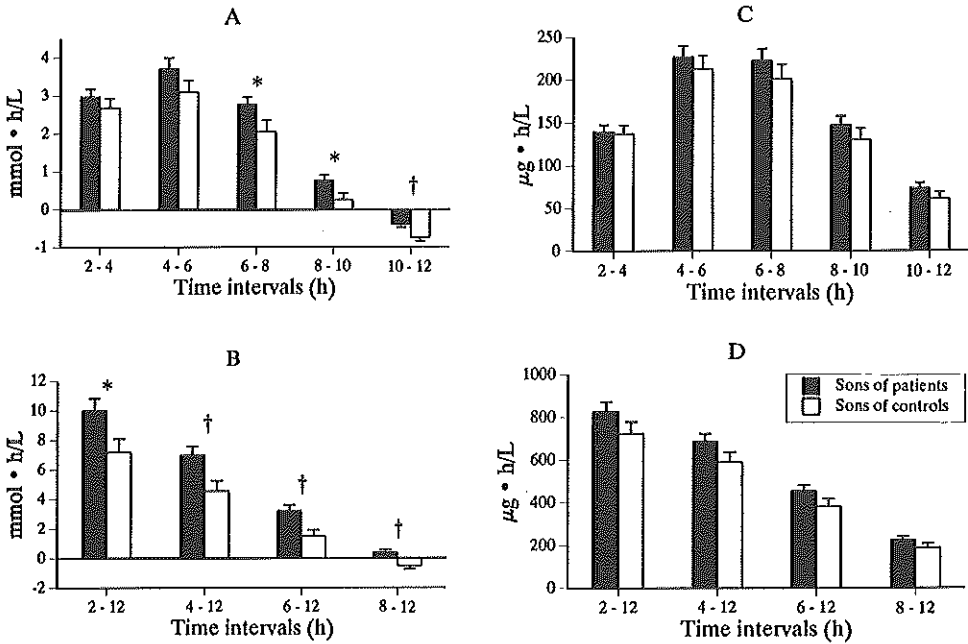 A
mmol • h/L
4
3
2
1
0
-1
*
*
†
2 - 4 4 - 6 6 - 8 8 - 10 10 - 12
Time intervals (h)
C
µg • h/L
250
200
150
100
50
0
2 - 4 4 - 6 6 - 8 8 - 10 10 - 12
Time intervals (h)
B
mmol • h/L
12
10
8
6
4
2
0
-2
*
†
†
†
2 - 12 4 - 12 6 - 12 8 - 12
Time intervals (h)
D
µg • h/L
1000
800
600
400
200
0
Sons of patients
Sons of controls
2 - 12 4 - 12 6 - 12 8 - 12
Time intervals (h)